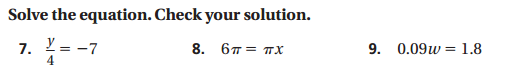 Solve the equation. Check your solution.
7. y/4 = −7 8. 6π = πx 9. 0.09w = 1.8